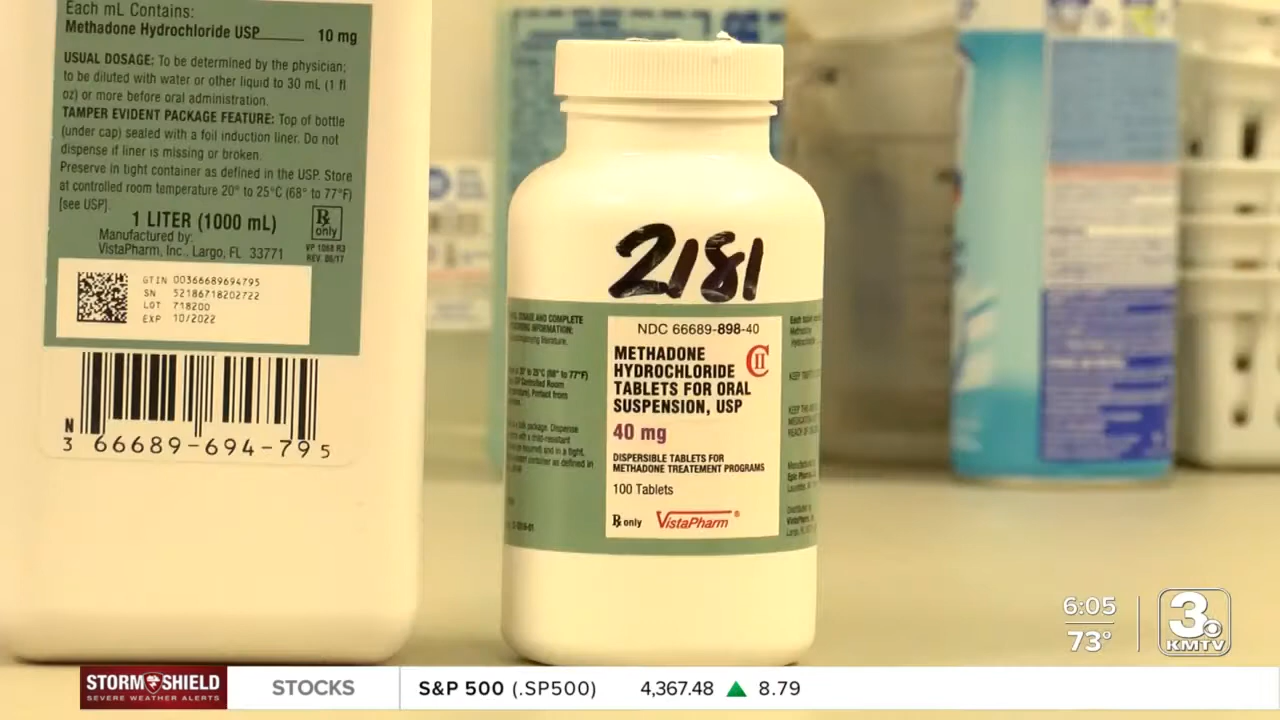 Each mL Contains:
Methadone Hydrochloride USP 10 mg
USUAL DOSAGE: To be determined by the physician;
to be diluted with water or other liquid to 30 mL (1 fl
oz) or more before oral administration.
TAMPER EVIDENT PACKAGE FEATURE: Top of bottle
(under cap) sealed with a foil induction liner. Do not
dispense if liner is missing or broken.
Preserve in tight container as defined in the USP. Store
at controlled room temperature 20° to 25°C (68° to 77°F)
[see USP].
1 LITER (1000 mL)
Rx only
Manufactured by:
VistaPharm, Inc., Largo, FL 33771
VP 1068 R3
REV. 06/17
GTIN 00366689694795
SN 52186718202722
LOT 718200
EXP 10/2022
N
3 66689-694-79 5
2181
NDC 66689-898-40
METHADONE
HYDROCHLORIDE
TABLETS FOR ORAL
SUSPENSION, USP
CII
40 mg
DISPERSIBLE TABLETS FOR
METHADONE TREATEMENT PROGRAMS
100 Tablets
Rx only VistaPharm®
6:05
73°
3
KMTV
STORM SHIELD
SEVERE WEATHER ALERTS
STOCKS
S&P 500 (.SP500) 4,367.48 ▲ 8.79